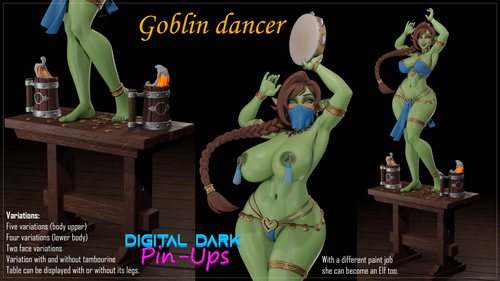 Goblin dancer
Variations:
Five variations (body upper)
Four variations (lower body)
Two face variations
Variation with and without tambourine
Table can be displayed with or without its legs.
DIGITAL DARK
Pin-Ups
With a different paint job
she can become an Elf too.